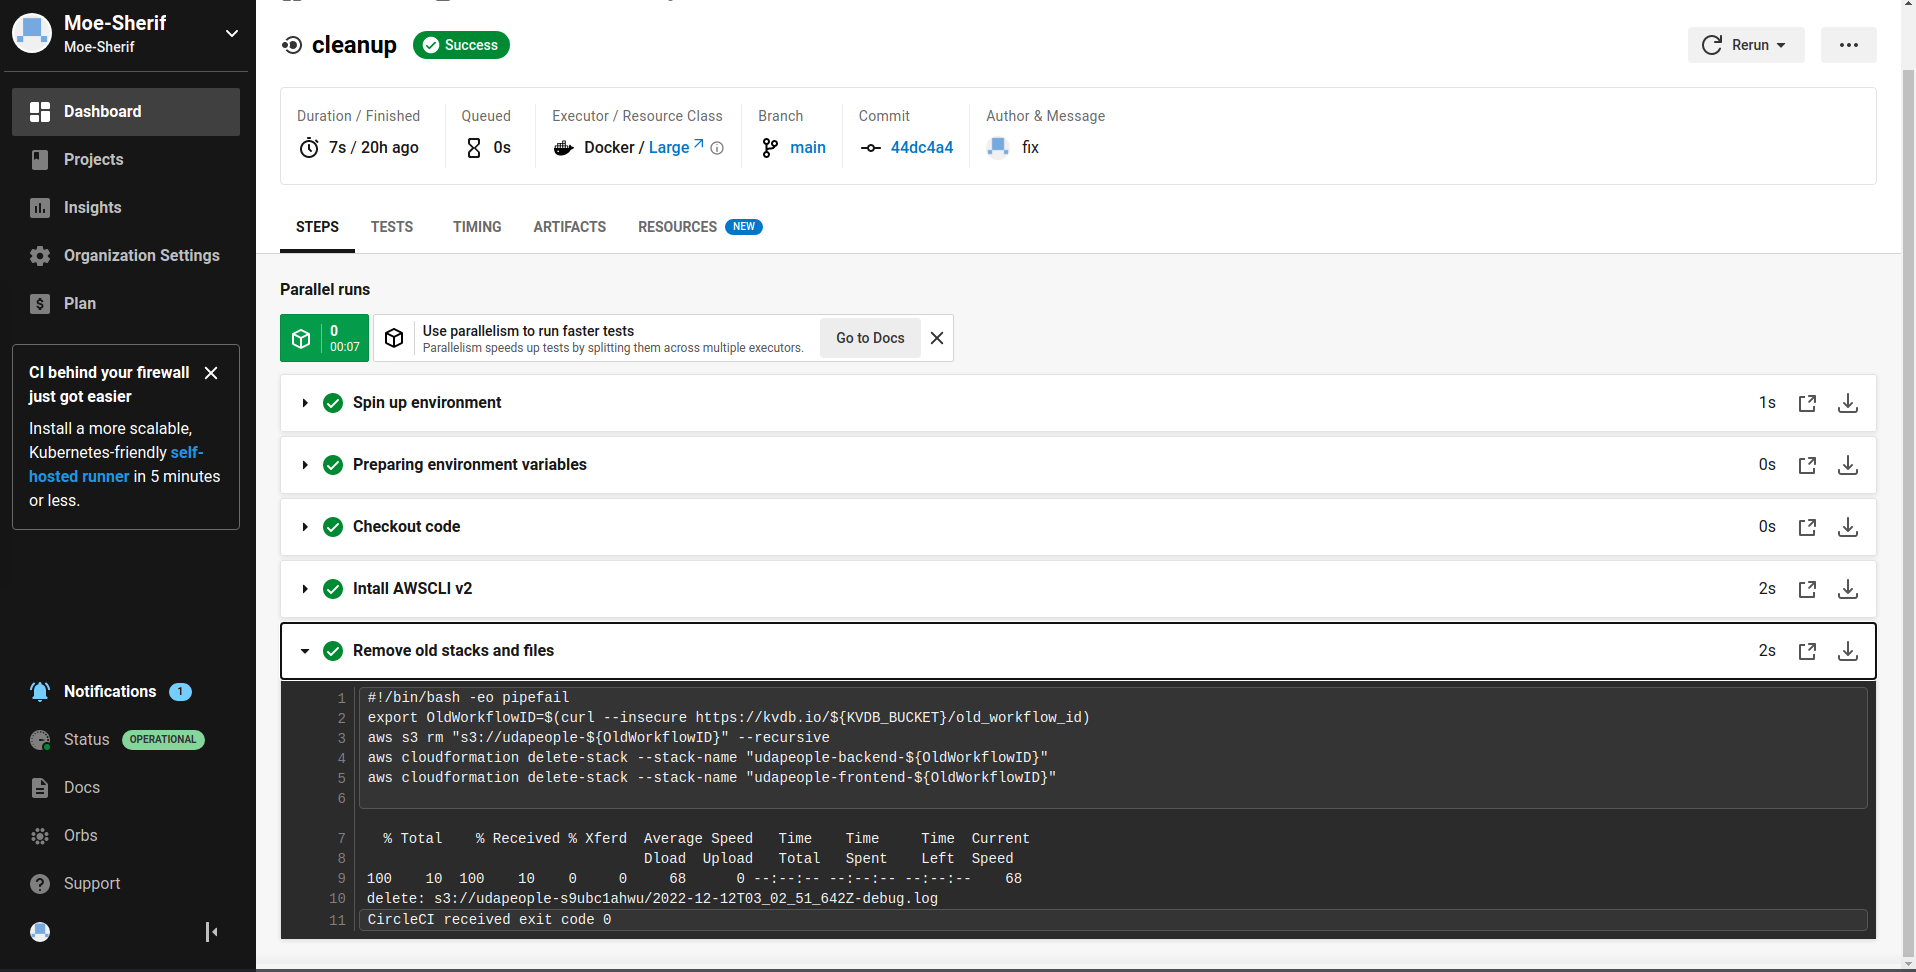 Moe-Sherif
Moe-Sherif
Dashboard
Projects
Insights
Organization Settings
Plan
CI behind your firewall
just got easier
Install a more scalable,
Kubernetes-friendly self-
hosted runner in 5 minutes
or less.
Notifications 1
Status OPERATIONAL
Docs
Orbs
Support
cleanup Success
Rerun
Duration / Finished
7s / 20h ago
Queued
0s
Executor / Resource Class
Docker / Large
Branch
main
Commit
44dc4a4
Author & Message
fix
STEPS TESTS TIMING ARTIFACTS RESOURCES NEW
Parallel runs
0
00:07
Use parallelism to run faster tests
Parallelism speeds up tests by splitting them across multiple executors.
Go to Docs
Spin up environment 1s
Preparing environment variables 0s
Checkout code 0s
Intall AWSCLI v2 2s
Remove old stacks and files 2s
1 #!/bin/bash -eo pipefail
2 export OldWorkflowID=$(curl --insecure https://kvdb.io/${KVDB_BUCKET}/old_workflow_id)
3 aws s3 rm "s3://udapeople-${OldWorkflowID}" --recursive
4 aws cloudformation delete-stack --stack-name "udapeople-backend-${OldWorkflowID}"
5 aws cloudformation delete-stack --stack-name "udapeople-frontend-${OldWorkflowID}"
6
7 % Total % Received % Xferd Average Speed Time Time Time Current
8 Dload Upload Total Spent Left Speed
9 100 10 100 10 0 0 68 0 --:--:-- --:--:-- --:--:-- 68
10 delete: s3://udapeople-s9ubc1ahwu/2022-12-12T03_02_51_642Z-debug.log
11 CircleCI received exit code 0